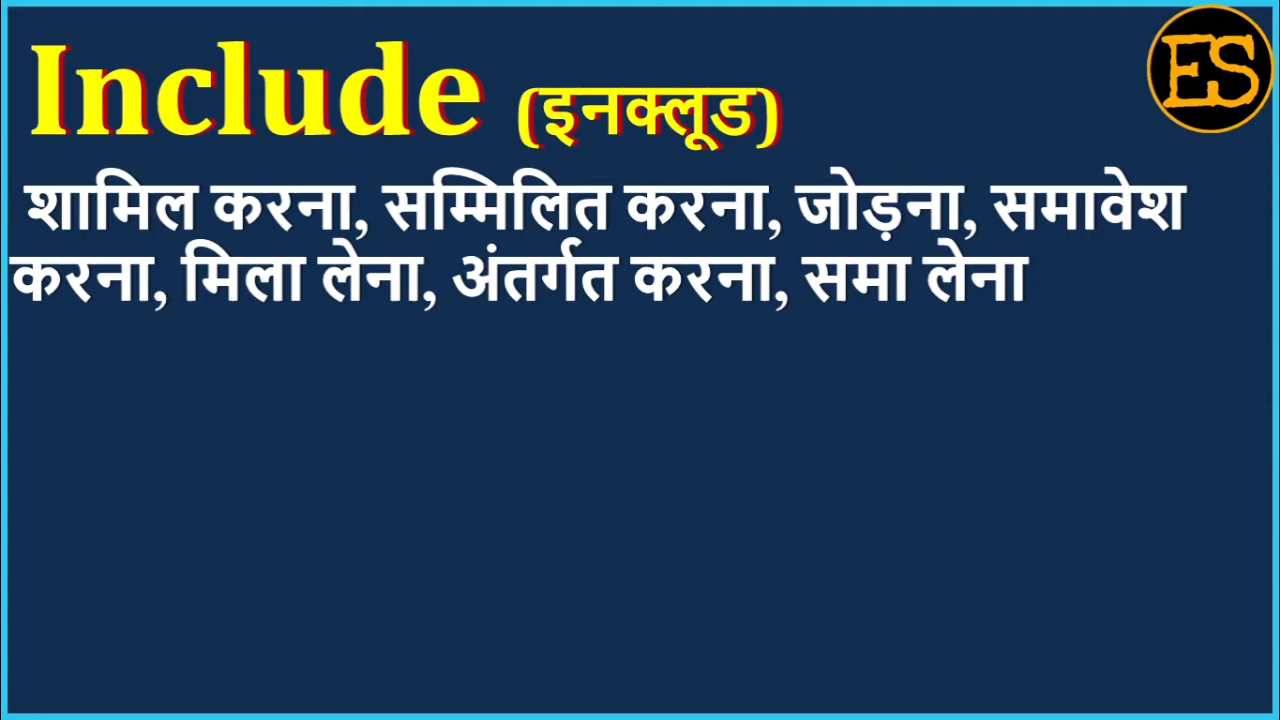 Include (इनक्लूड)
ES
शामिल करना, सम्मिलित करना, जोड़ना, समावेश
करना, मिला लेना, अंतर्गत करना, समा लेना